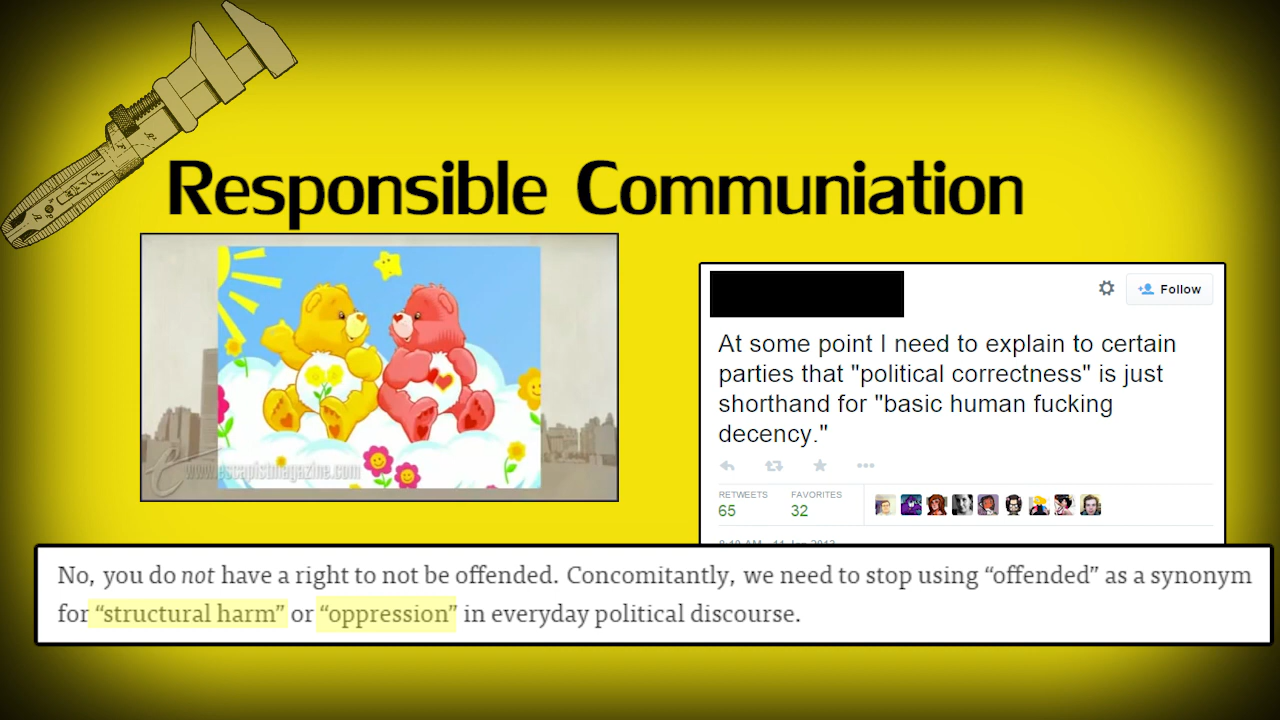 Responsible Communiation
www.escapistmagazine.com
Follow
At some point I need to explain to certain
parties that "political correctness" is just
shorthand for "basic human fucking
decency."
RETWEETS FAVORITES
65 32
No, you do not have a right to not be offended. Concomitantly, we need to stop using “offended” as a synonym
for “structural harm” or “oppression” in everyday political discourse.